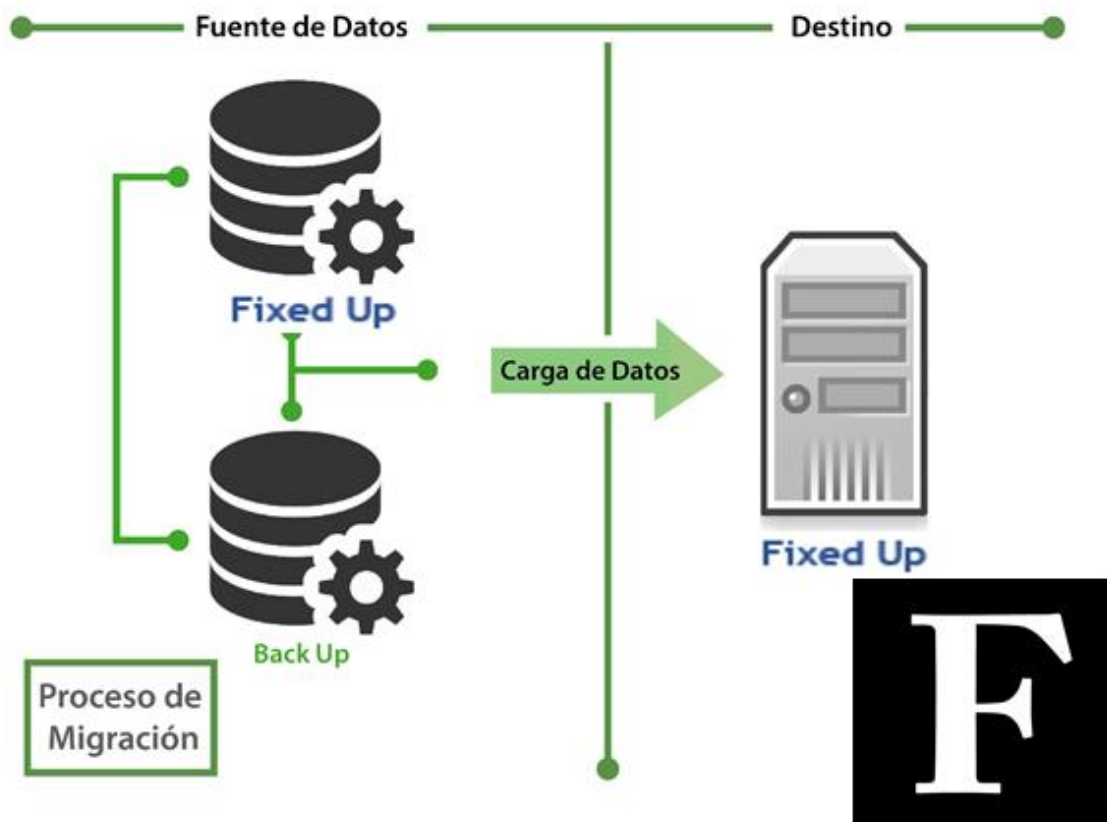 Fuente de Datos
Destino
Fixed Up
Carga de Datos
Fixed Up
Back Up
Proceso de
Migración
F